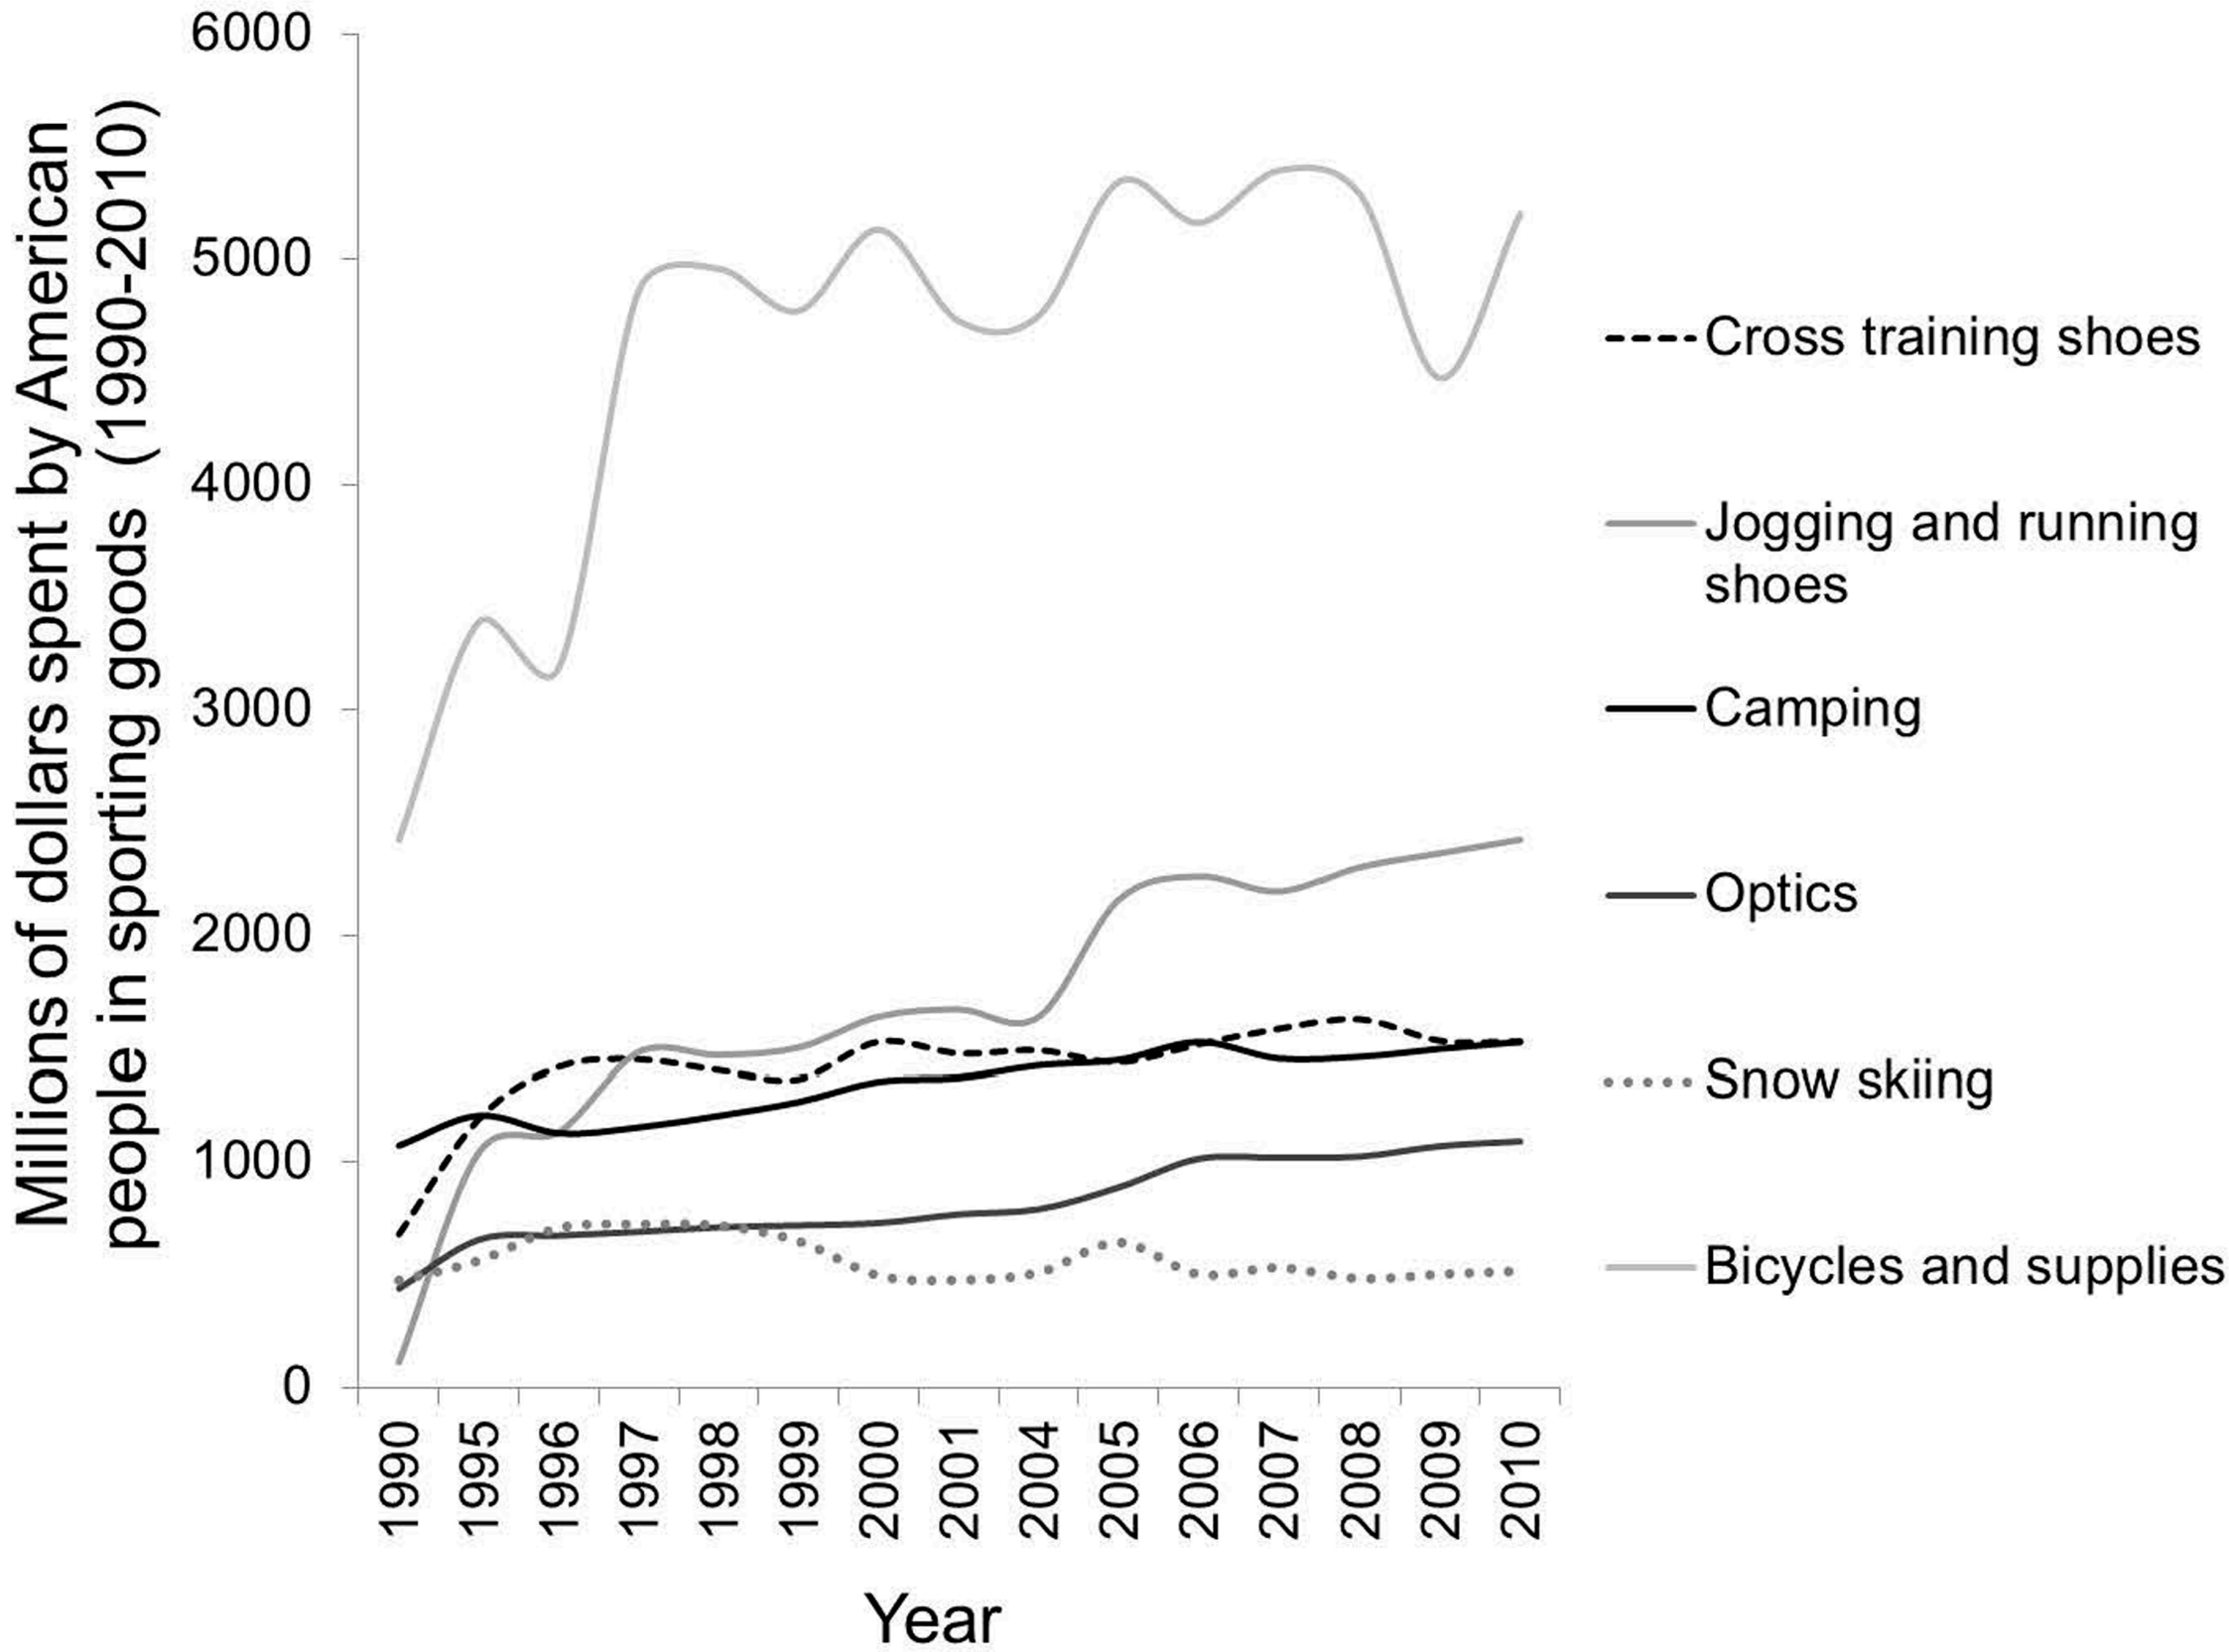 Millions of dollars spent by American
people in sporting goods (1990-2010)
6000
5000
4000
3000
2000
1000
0
1990
1995
1996
1997
1998
1999
2000
2001
2004
2005
2006
2007
2008
2009
2010
Year
Cross training shoes
Jogging and running
shoes
Camping
Optics
Snow skiing
Bicycles and supplies